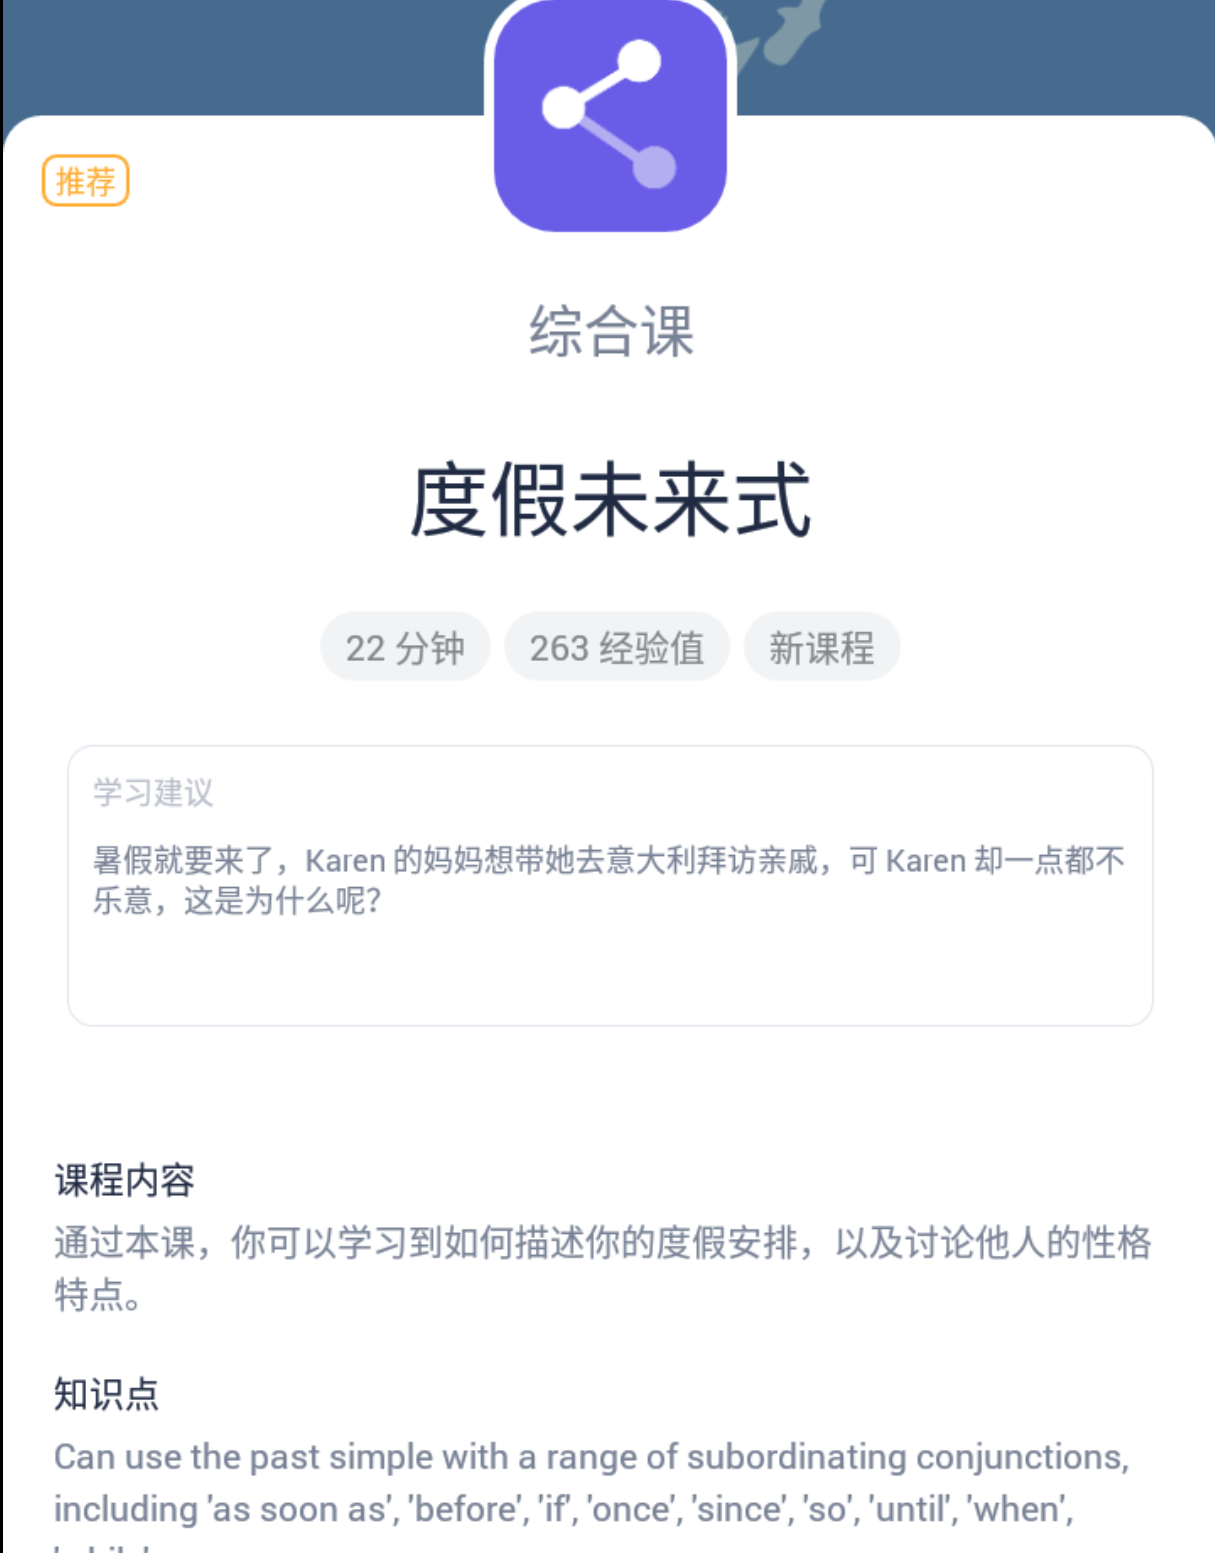 推荐
综合课
度假未来式
22 分钟 263 经验值 新课程
学习建议
暑假就要来了，Karen 的妈妈想带她去意大利拜访亲戚，可 Karen 却一点都不
乐意，这是为什么呢？
课程内容
通过本课，你可以学习到如何描述你的度假安排，以及讨论他人的性格
特点。
知识点
Can use the past simple with a range of subordinating conjunctions,
including 'as soon as', 'before', 'if', 'once', 'since', 'so', 'until', 'when',